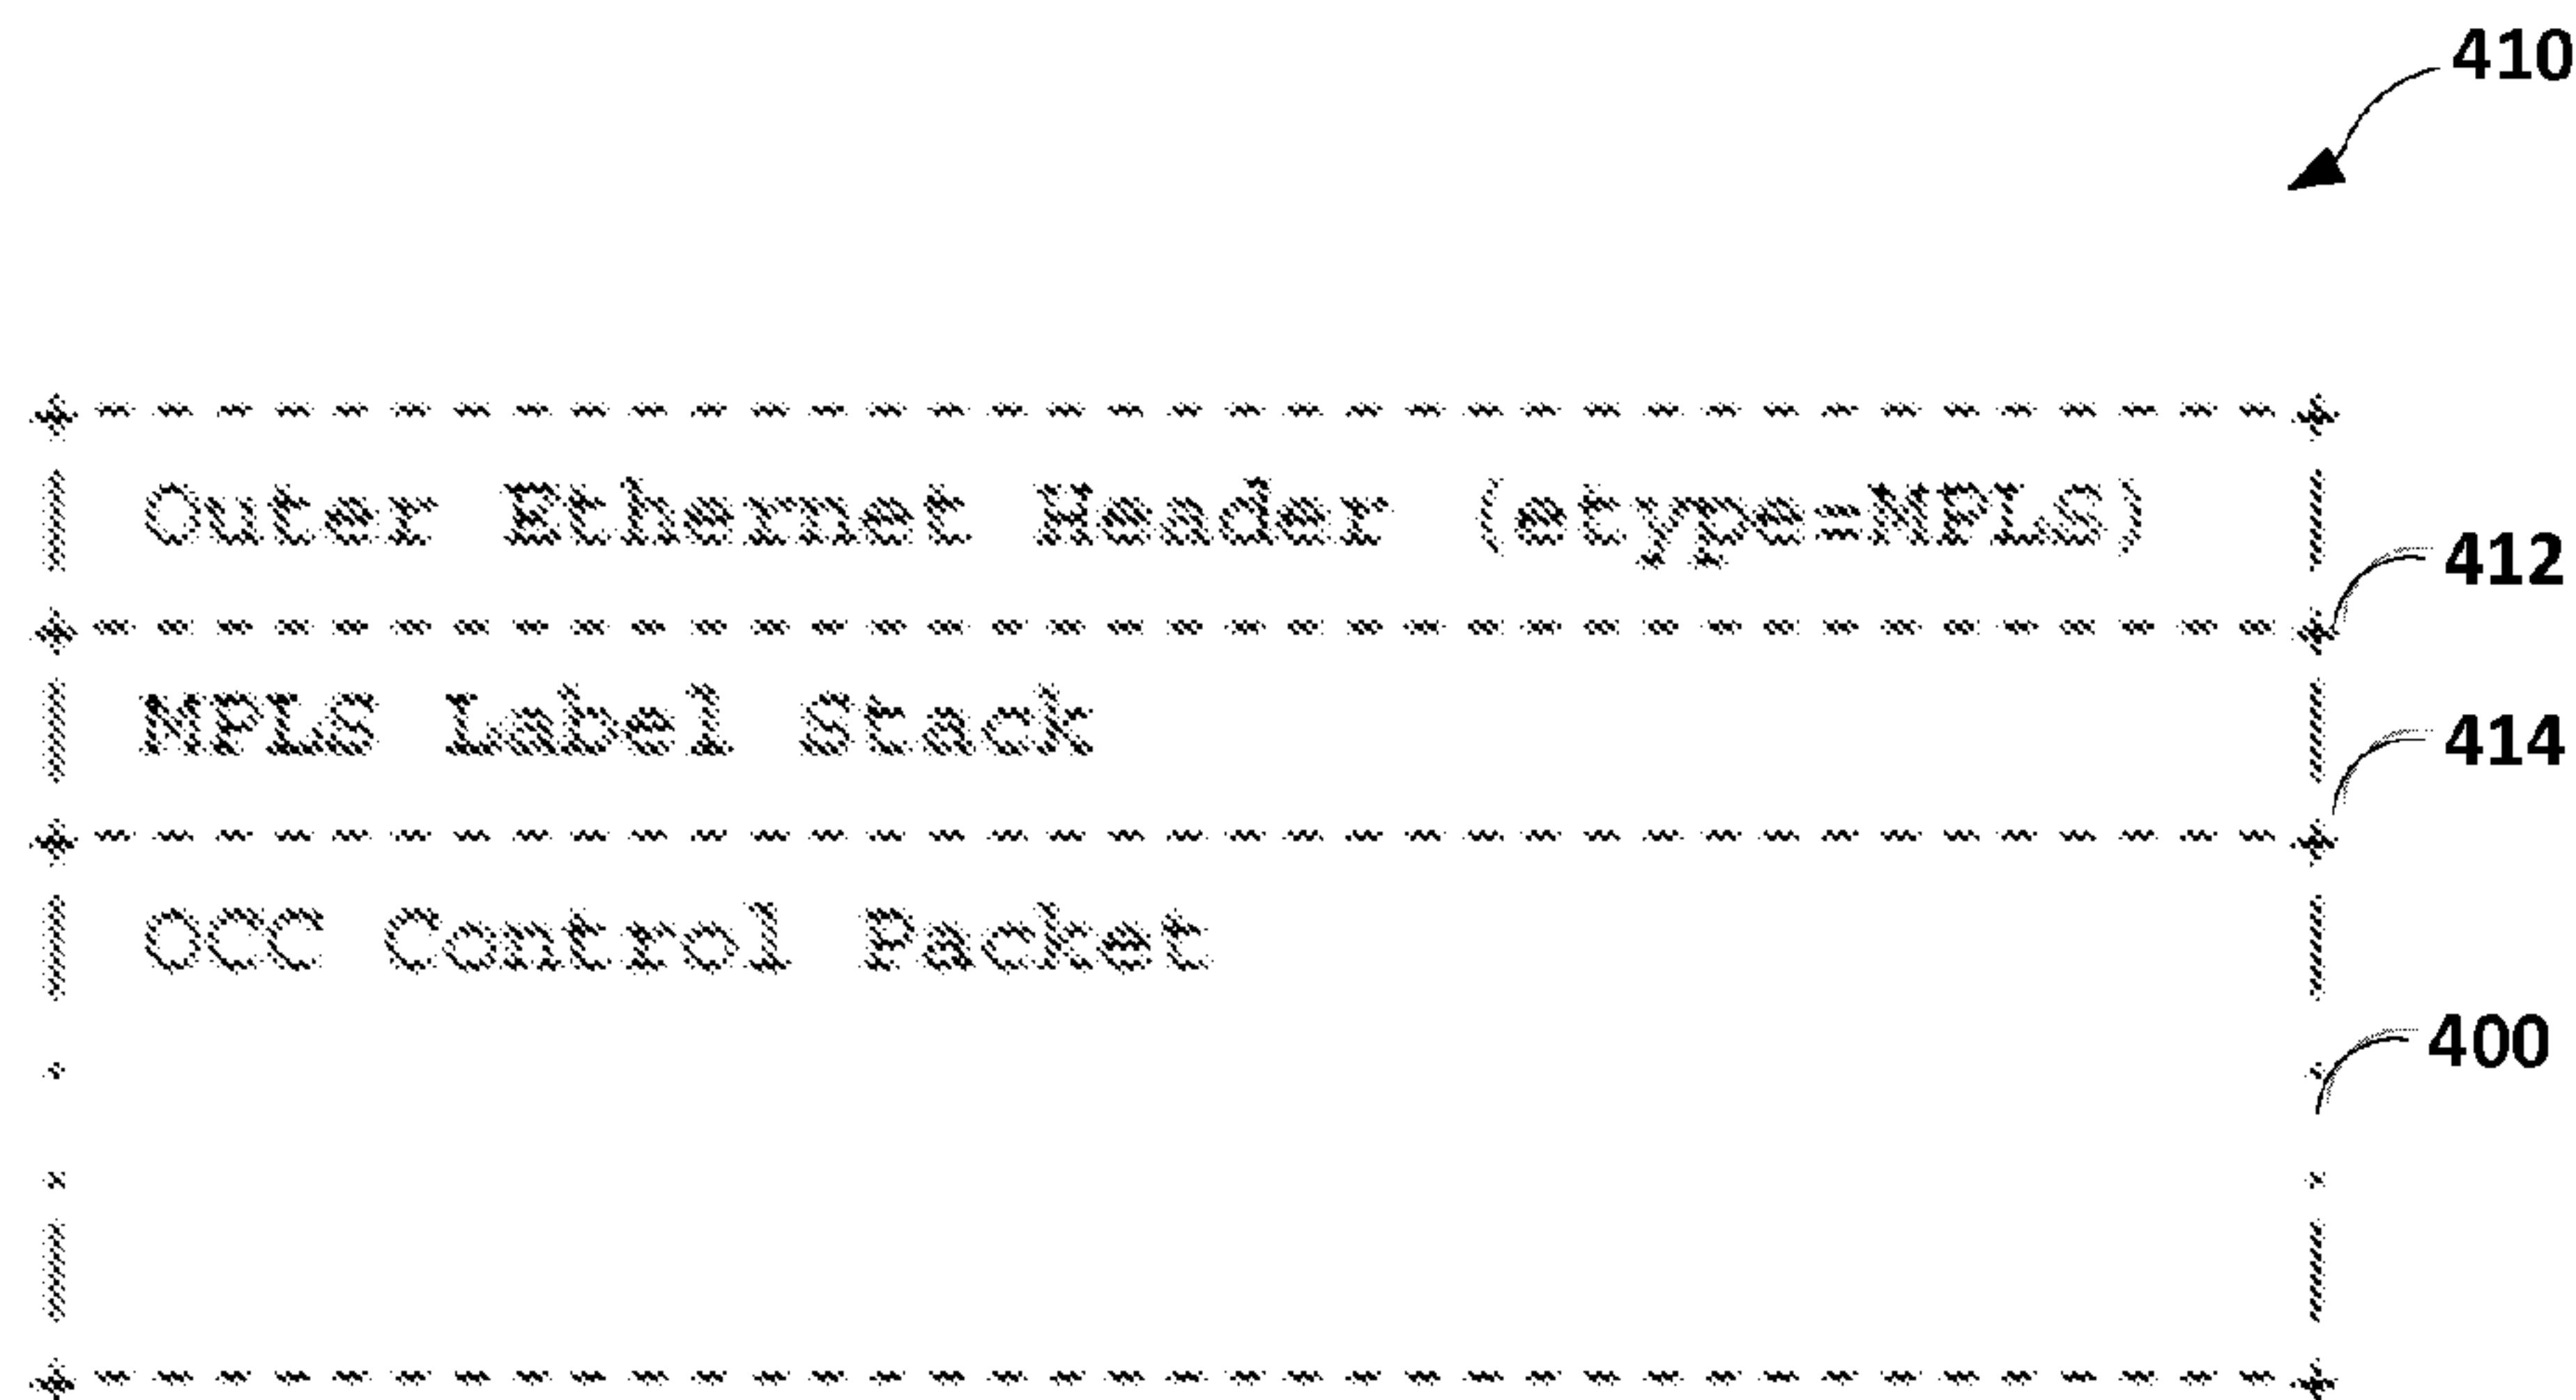 410
Outer Ethernet Header (etype=MPLS)
412
MPLS Label Stack
414
OCC Control Packet
400